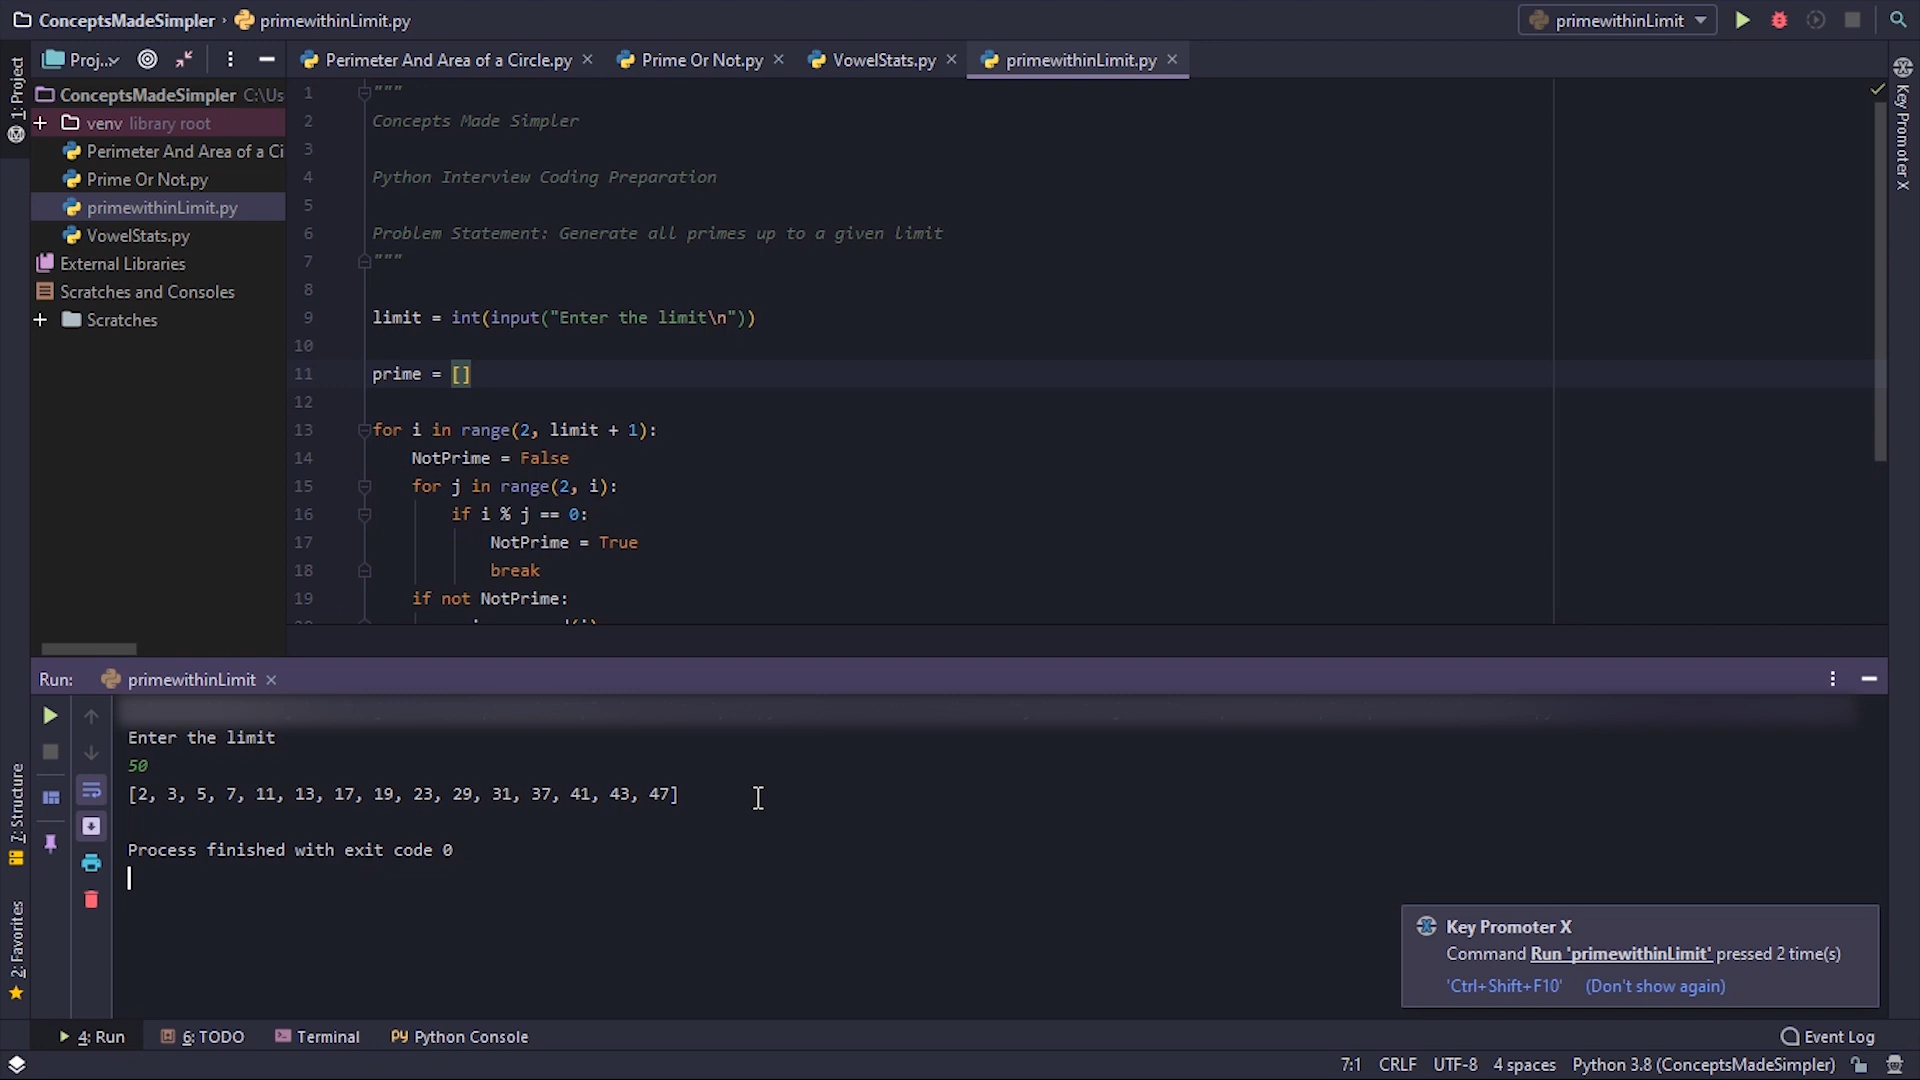 ConceptsMadeSimpler › primewithinLimit.py
primewithinLimit
Proj..
Perimeter And Area of a Circle.py
Prime Or Not.py
VowelStats.py
primewithinLimit.py
1: Project
Key Promoter X
ConceptsMadeSimpler C:\Us
venv library root
Perimeter And Area of a Ci
Prime Or Not.py
primewithinLimit.py
VowelStats.py
External Libraries
Scratches and Consoles
Scratches
1 """
2 Concepts Made Simpler
3
4 Python Interview Coding Preparation
5
6 Problem Statement: Generate all primes up to a given limit
7 """
8
9 limit = int(input("Enter the limit\n"))
10
11 prime = []
12
13 for i in range(2, limit + 1):
14 NotPrime = False
15 for j in range(2, i):
16 if i % j == 0:
17 NotPrime = True
18 break
19 if not NotPrime:
Run: primewithinLimit
Enter the limit
50
[2, 3, 5, 7, 11, 13, 17, 19, 23, 29, 31, 37, 41, 43, 47]
Process finished with exit code 0
7: Structure
2: Favorites
Key Promoter X
Command Run 'primewithinLimit' pressed 2 time(s)
'Ctrl+Shift+F10' (Don't show again)
4: Run
6: TODO
Terminal
Python Console
Event Log
7:1 CRLF UTF-8 4 spaces Python 3.8 (ConceptsMadeSimpler)